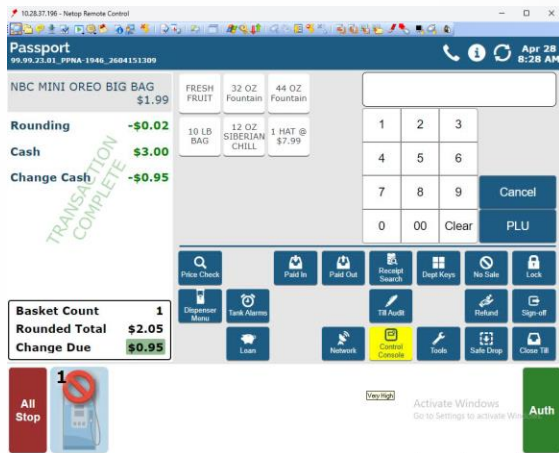 10.28.37.196 - Netop Remote Control
Passport
99.99.23.01_PPNA-1946_2604151309
Apr 28
8:28 AM
NBC MINI OREO BIG BAG
$1.99
Rounding -$0.02
Cash $3.00
Change Cash -$0.95
TRANSACTION
COMPLETE
Basket Count 1
Rounded Total $2.05
Change Due $0.95
FRESH
FRUIT
32 OZ
Fountain
44 OZ
Fountain
10 LB
BAG
12 OZ
SIBERIAN
CHILL
1 HAT @
$7.99
1 2 3
4 5 6
7 8 9 Cancel
0 00 Clear PLU
Price Check
Paid In
Paid Out
Receipt
Search
Dept Keys
No Sale
Lock
Dispenser
Menu
Tank Alarms
Till Audit
Refund
Sign-off
Loan
Network
Control
Console
Tools
Safe Drop
Close Till
All
Stop
1
Very High
Activate Windows
Go to Settings to activate Win
Auth